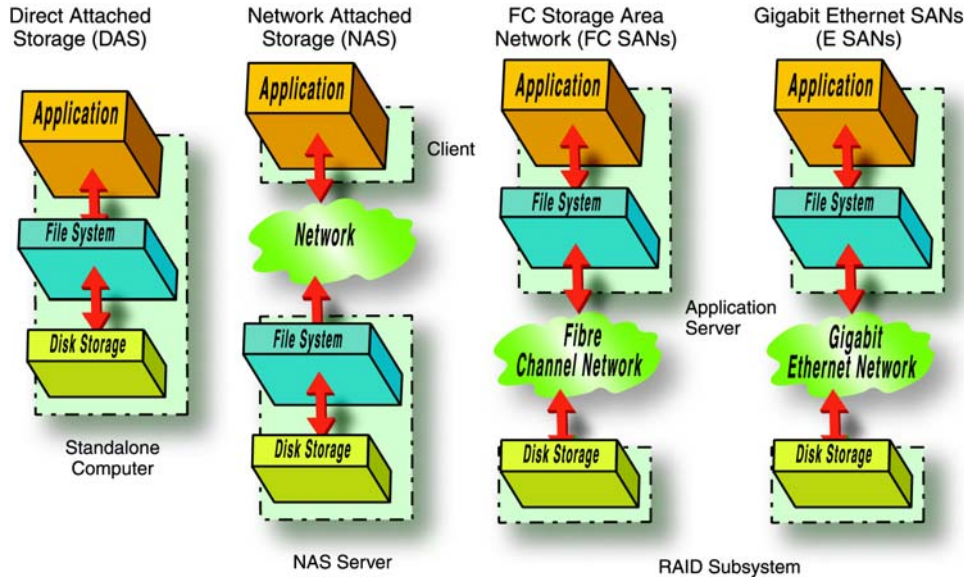 Direct Attached
Storage (DAS)
Application
File System
Disk Storage
Standalone
Computer
Network Attached
Storage (NAS)
Application
Client
Network
File System
Disk Storage
NAS Server
FC Storage Area
Network (FC SANs)
Application
File System
Fibre
Channel Network
Disk Storage
Gigabit Ethernet SANs
(E SANs)
Application
File System
Application
Server
Gigabit
Ethernet Network
Disk Storage
RAID Subsystem